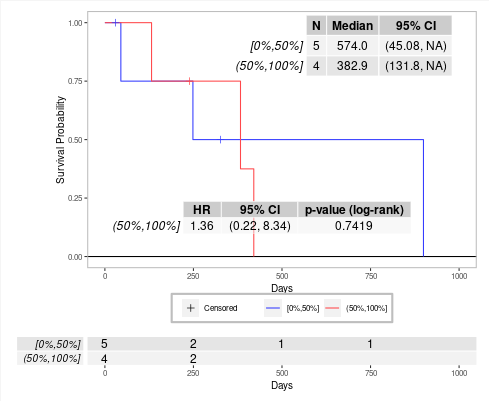 N Median 95% CI
[0%,50%] 5 574.0 (45.08, NA)
(50%,100%] 4 382.9 (131.8, NA)
1.00
0.75
0.50
0.25
0.00
Survival Probability
HR 95% CI p-value (log-rank)
(50%,100%] 1.36 (0.22, 8.34) 0.7419
0 250 500 750 1000
Days
Censored [0%,50%] (50%,100%]
[0%,50%] 5 2 1 1
(50%,100%] 4 2
0 250 500 750 1000
Days